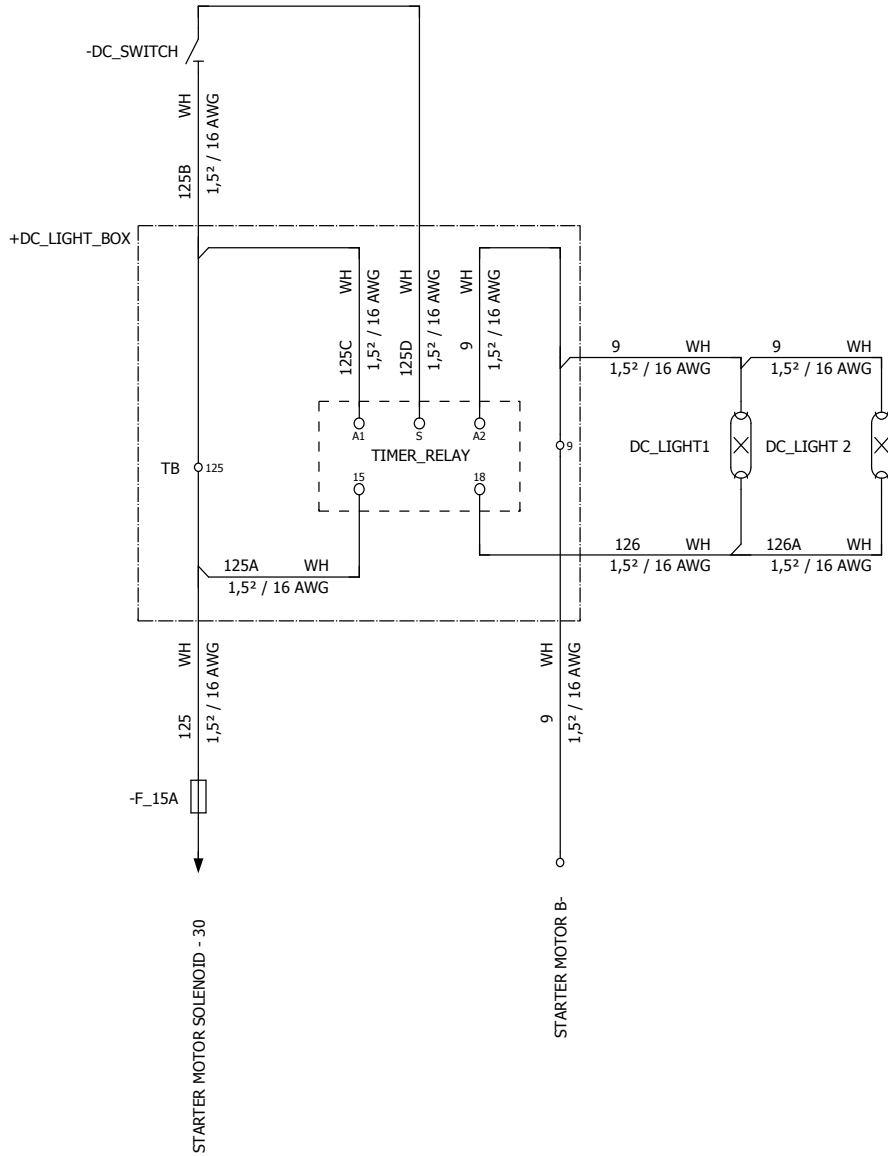 -DC_SWITCH
WH
125B
1,5² / 16 AWG
+DC_LIGHT_BOX
WH
125C
1,5² / 16 AWG
WH
125D
1,5² / 16 AWG
WH
9
1,5² / 16 AWG
9 WH
1,5² / 16 AWG
9 WH
1,5² / 16 AWG
A1
S
A2
TIMER_RELAY
15
18
TB
125
9
DC_LIGHT1
DC_LIGHT 2
125A WH
1,5² / 16 AWG
126 WH
1,5² / 16 AWG
126A WH
1,5² / 16 AWG
WH
125
1,5² / 16 AWG
WH
9
1,5² / 16 AWG
-F_15A
STARTER MOTOR SOLENOID - 30
STARTER MOTOR B-